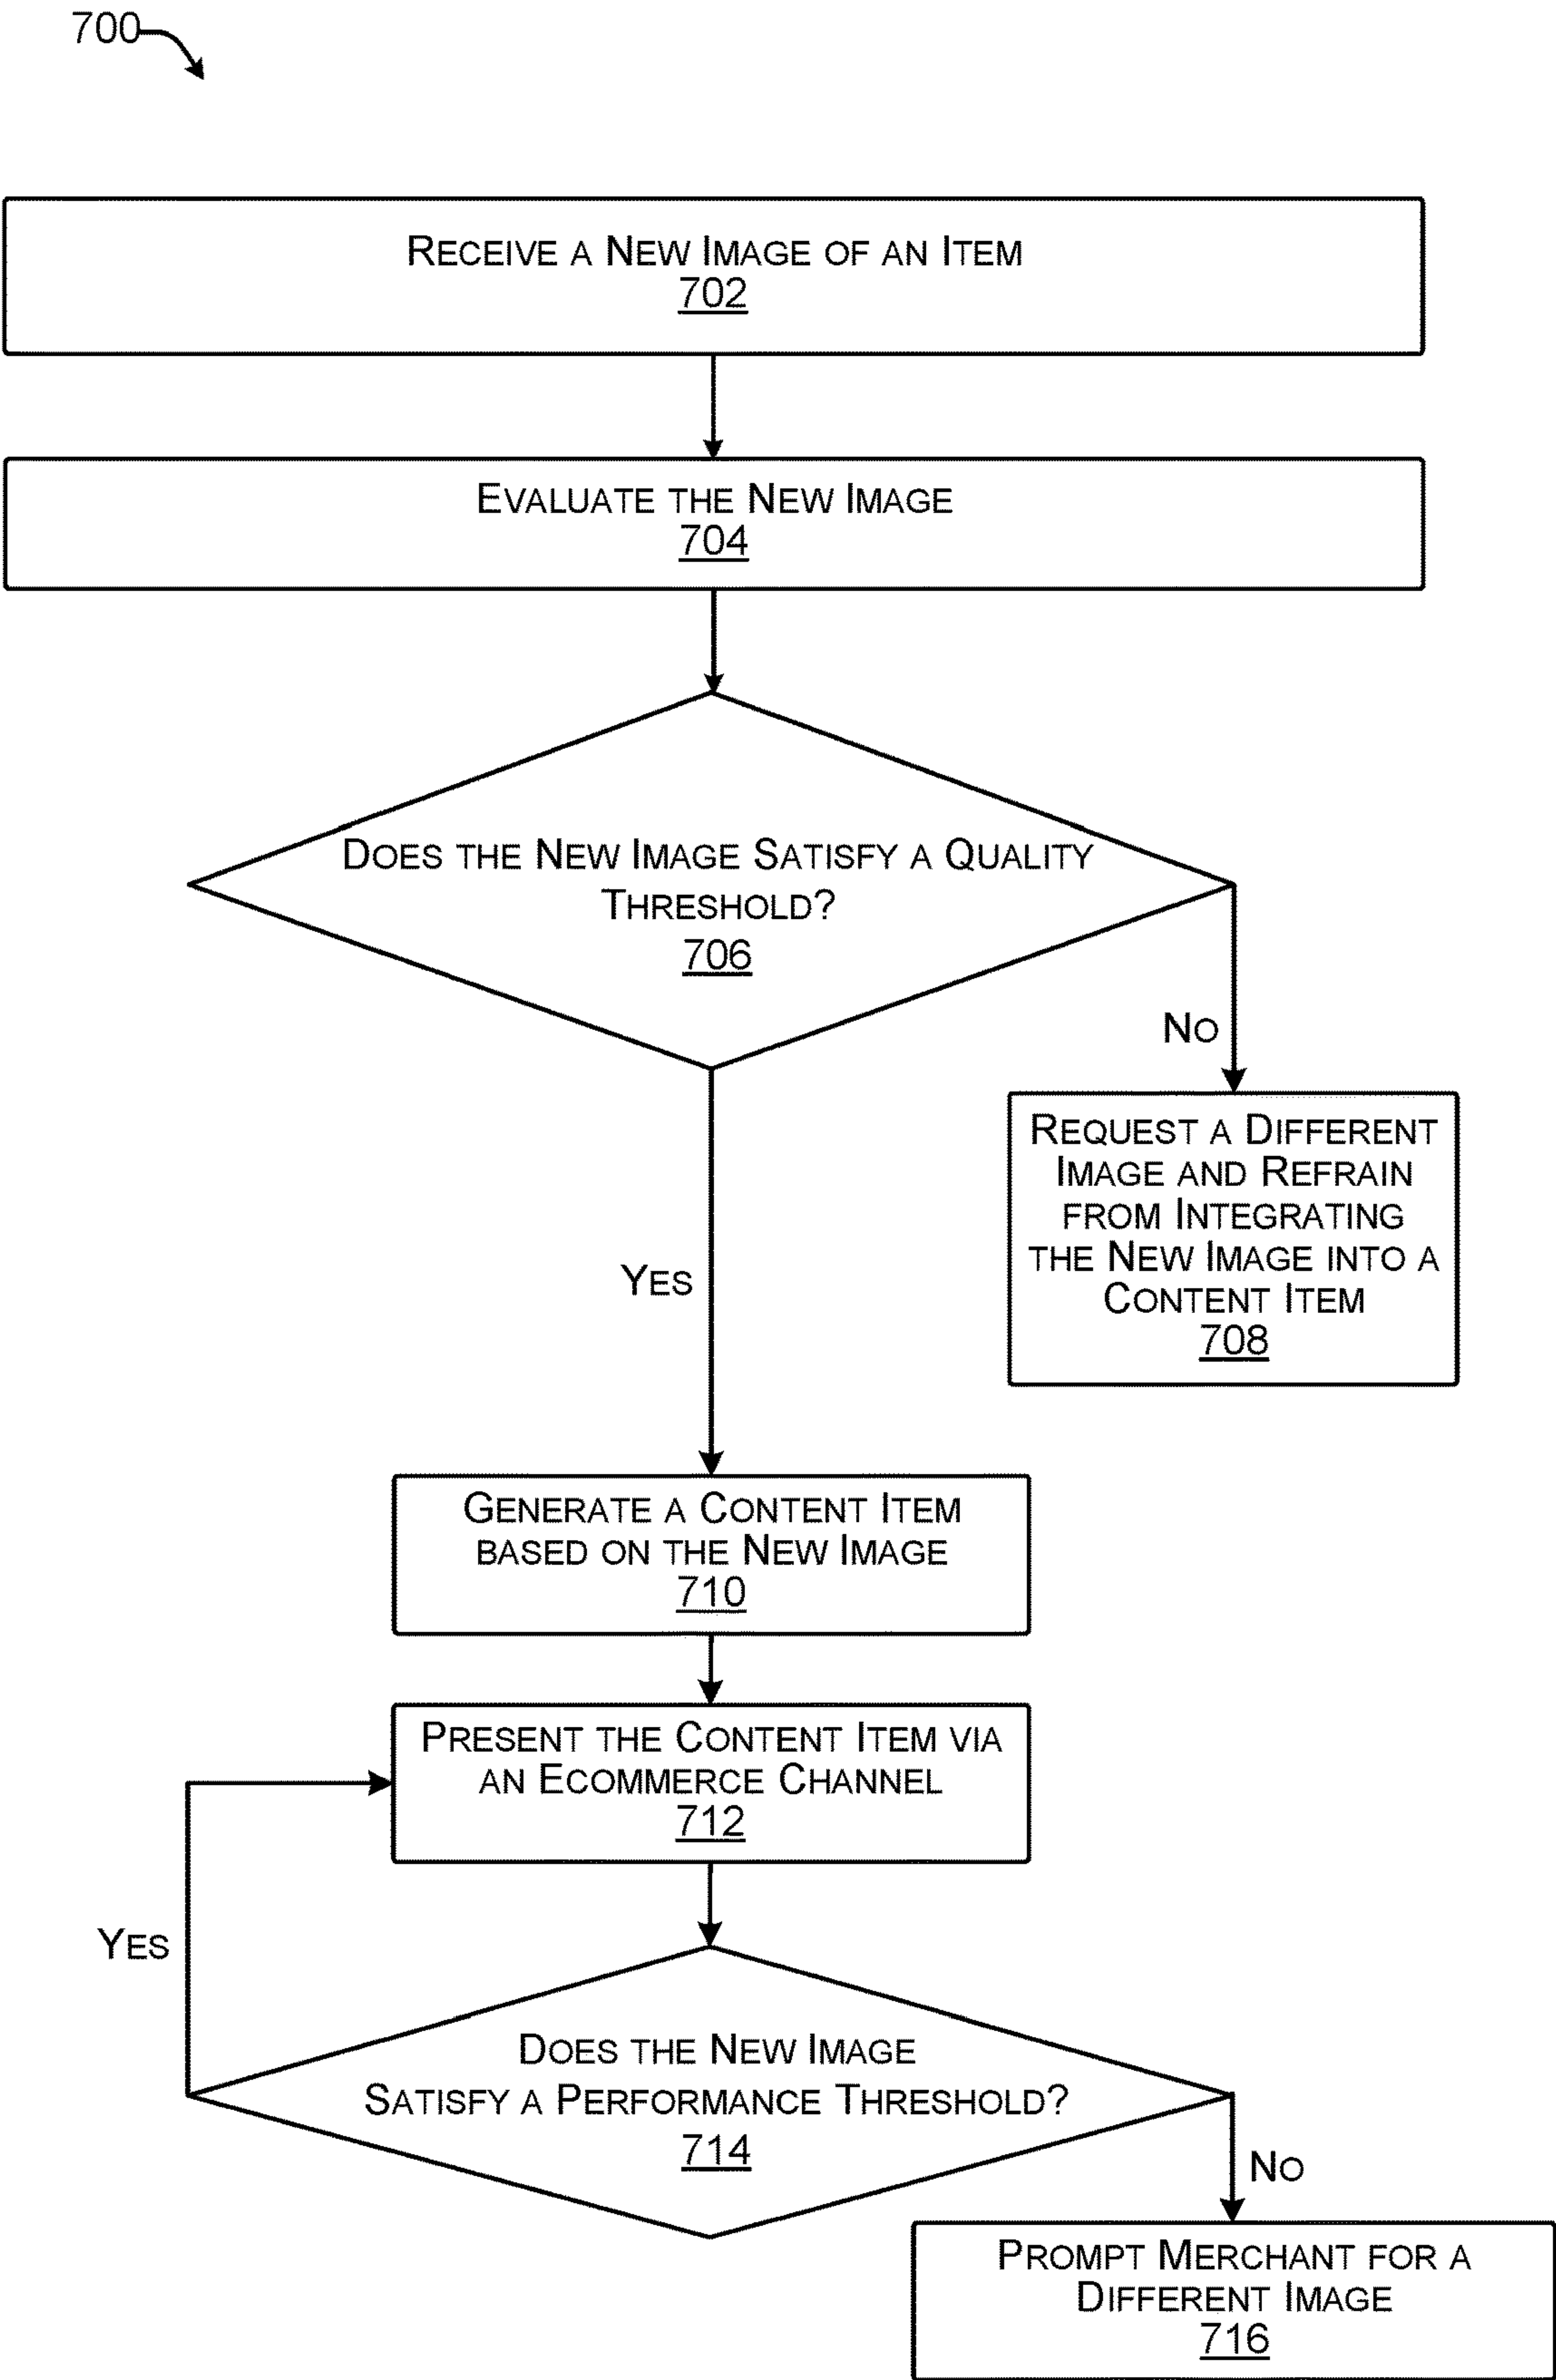 700
RECEIVE A NEW IMAGE OF AN ITEM
702
EVALUATE THE NEW IMAGE
704
DOES THE NEW IMAGE SATISFY A QUALITY
THRESHOLD?
706
NO
REQUEST A DIFFERENT
IMAGE AND REFRAIN
FROM INTEGRATING
THE NEW IMAGE INTO A
CONTENT ITEM
708
YES
GENERATE A CONTENT ITEM
BASED ON THE NEW IMAGE
710
PRESENT THE CONTENT ITEM VIA
AN ECOMMERCE CHANNEL
712
YES
DOES THE NEW IMAGE
SATISFY A PERFORMANCE THRESHOLD?
714
NO
PROMPT MERCHANT FOR A
DIFFERENT IMAGE
716